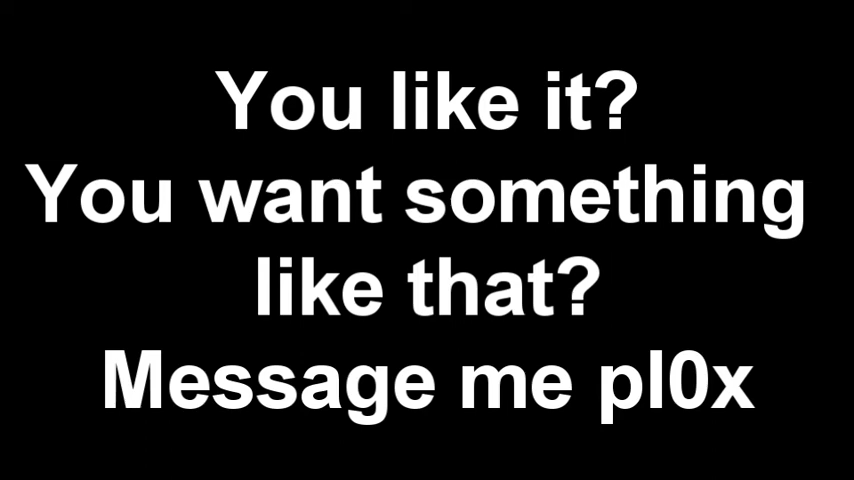 You like it?
You want something
like that?
Message me pl0x